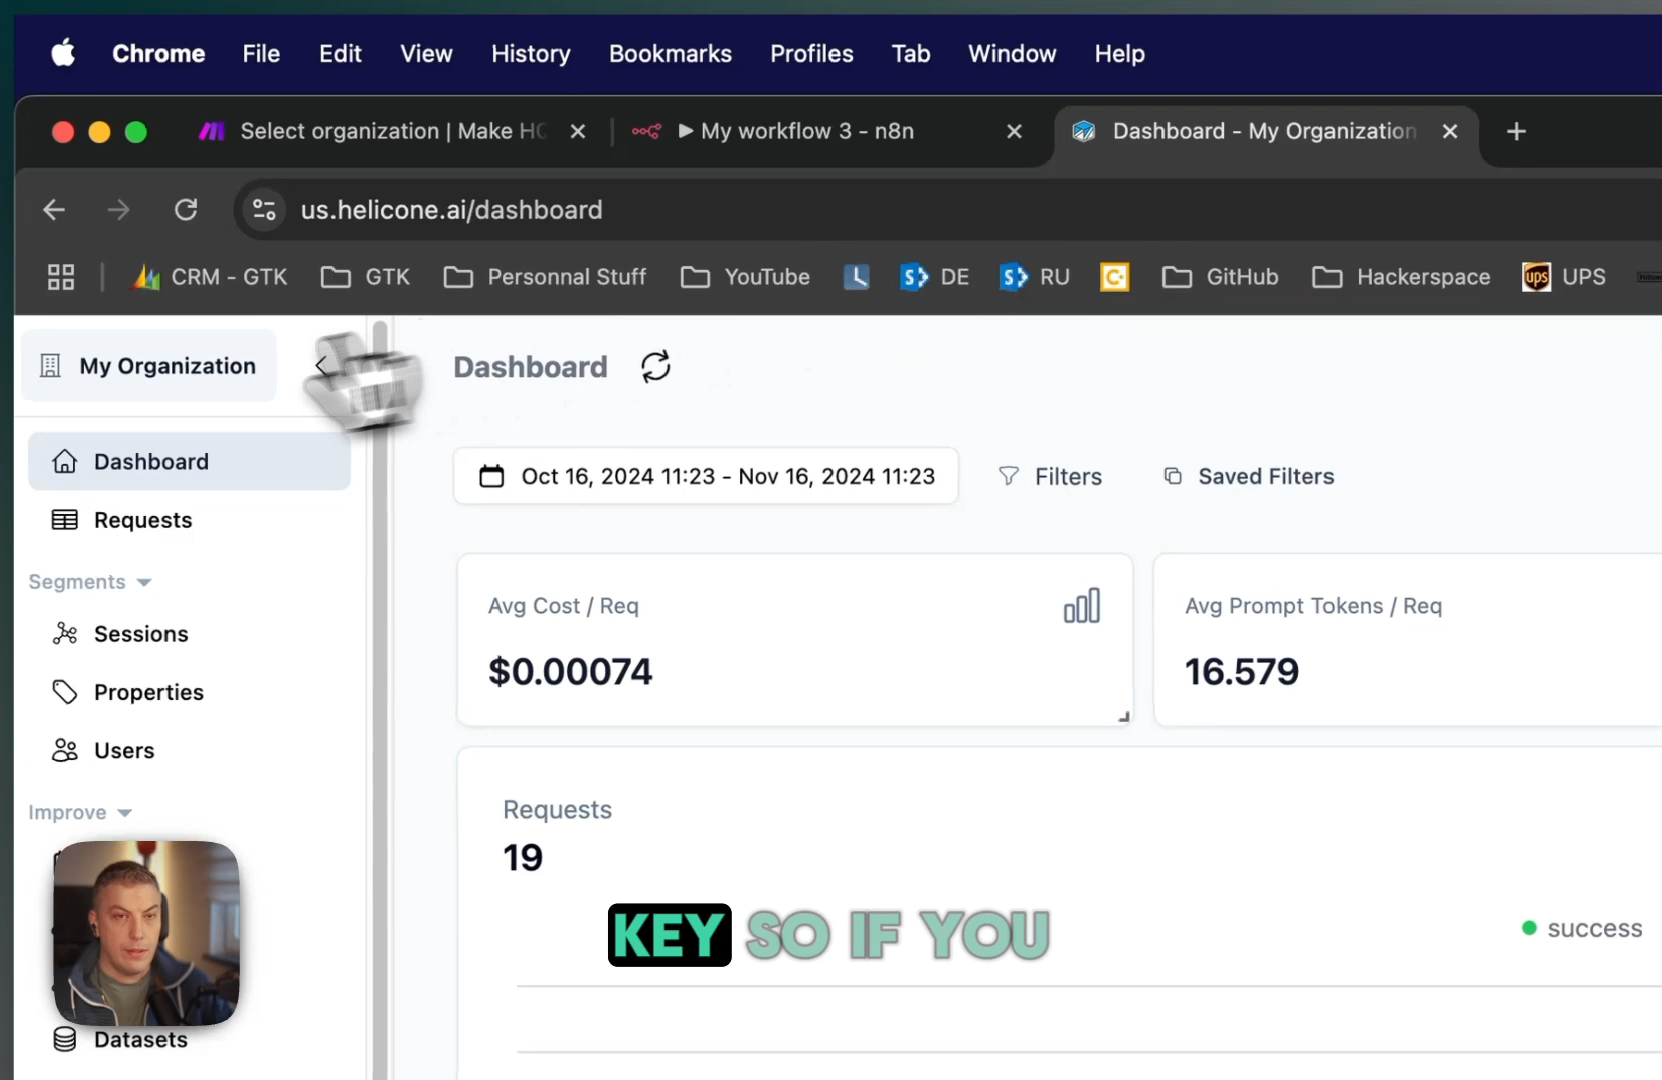 Chrome File Edit View History Bookmarks Profiles Tab Window Help
Select organization | Make HC
▶ My workflow 3 - n8n
Dashboard - My Organization
us.helicone.ai/dashboard
CRM - GTK
GTK
Personnal Stuff
YouTube
DE
RU
GitHub
Hackerspace
UPS
My Organization
Dashboard
Dashboard
Requests
Segments
Sessions
Properties
Users
Improve
Datasets
Oct 16, 2024 11:23 - Nov 16, 2024 11:23
Filters
Saved Filters
Avg Cost / Req
$0.00074
Avg Prompt Tokens / Req
16.579
Requests
19
success
KEY SO IF YOU